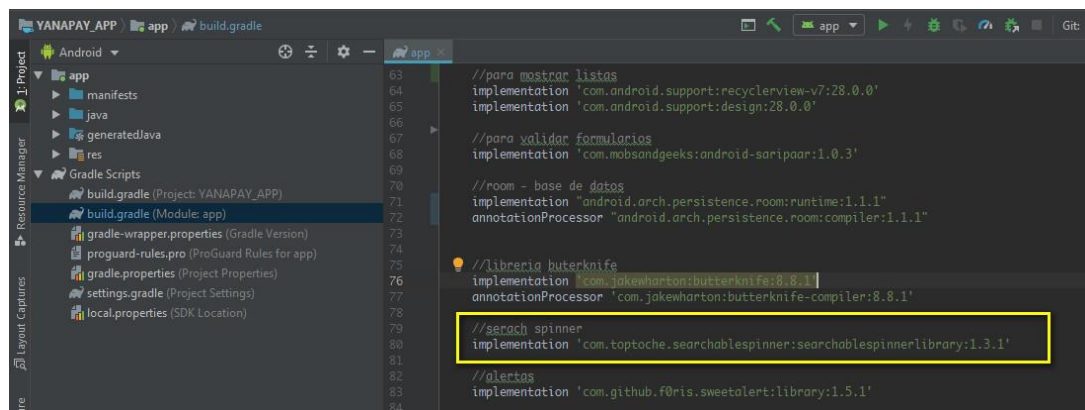 YANAPAY_APP app build.gradle
app
Git:
Android
app
1: Project
Resource Manager
Layout Captures
app
manifests
java
generatedJava
res
Gradle Scripts
build.gradle (Project: YANAPAY_APP)
build.gradle (Module: app)
gradle-wrapper.properties (Gradle Version)
proguard-rules.pro (ProGuard Rules for app)
gradle.properties (Project Properties)
settings.gradle (Project Settings)
local.properties (SDK Location)
63 //para mostrar listas
64 implementation 'com.android.support:recyclerview-v7:28.0.0'
65 implementation 'com.android.support:design:28.0.0'
66
67 //para validar formularios
68 implementation 'com.mobsandgeeks:android-saripaar:1.0.3'
69
70 //room - base de datos
71 implementation "android.arch.persistence.room:runtime:1.1.1"
72 annotationProcessor "android.arch.persistence.room:compiler:1.1.1"
73
74
75 //libreria buterknife
76 implementation 'com.jakewharton:butterknife:8.8.1'
77 annotationProcessor 'com.jakewharton:butterknife-compiler:8.8.1'
78
79 //serach spinner
80 implementation 'com.toptoche.searchablespinner:searchablespinnerlibrary:1.3.1'
81
82 //alertas
83 implementation 'com.github.f0ris.sweetalert:library:1.5.1'
84